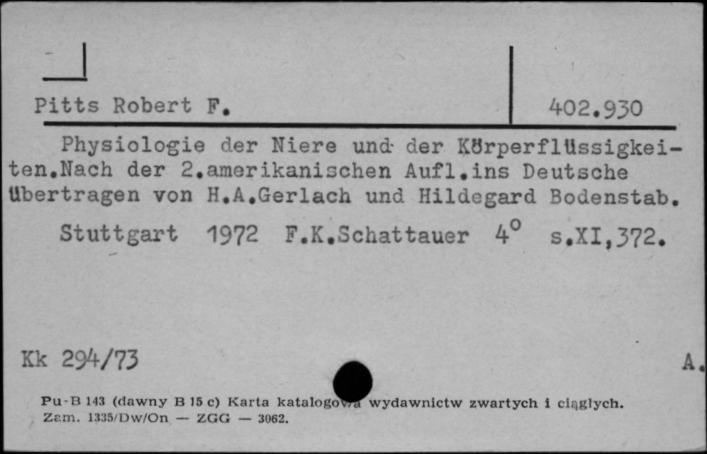 Pitts Robert F.
402.930
Physiologie der Niere und der Körperflüssigkei-
ten.Nach der 2.amerikanischen Aufl.ins Deutsche
übertragen von H.A.Gerlach und Hildegard Bodenstab.
Stuttgart 1972 F.K.Schattauer 4° s.XI,372.
Kk 294/73
A.
Pu-B 143 (dawny B 15 c) Karta katalogowa wydawnictw zwartych i ciągłych.
Zam. 1335/Dw/On — ZGG — 3062.